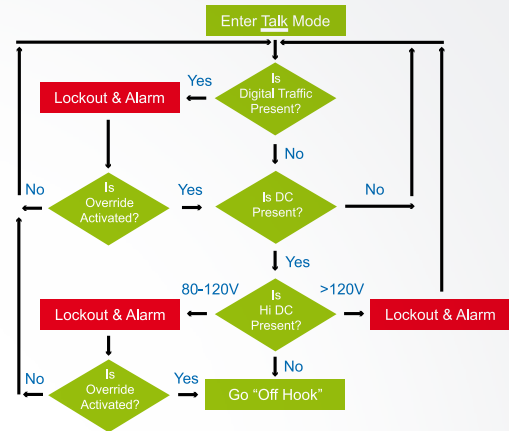 Enter Talk Mode
Yes
Is
Digital Traffic
Present?
Lockout & Alarm
No
No
Is
Override
Activated?
Yes
Is DC
Present?
No
Yes
80-120V
Is
Hi DC
Present?
>120V
Lockout & Alarm
Lockout & Alarm
No
No
Is
Override
Activated?
Yes
Go “Off Hook”